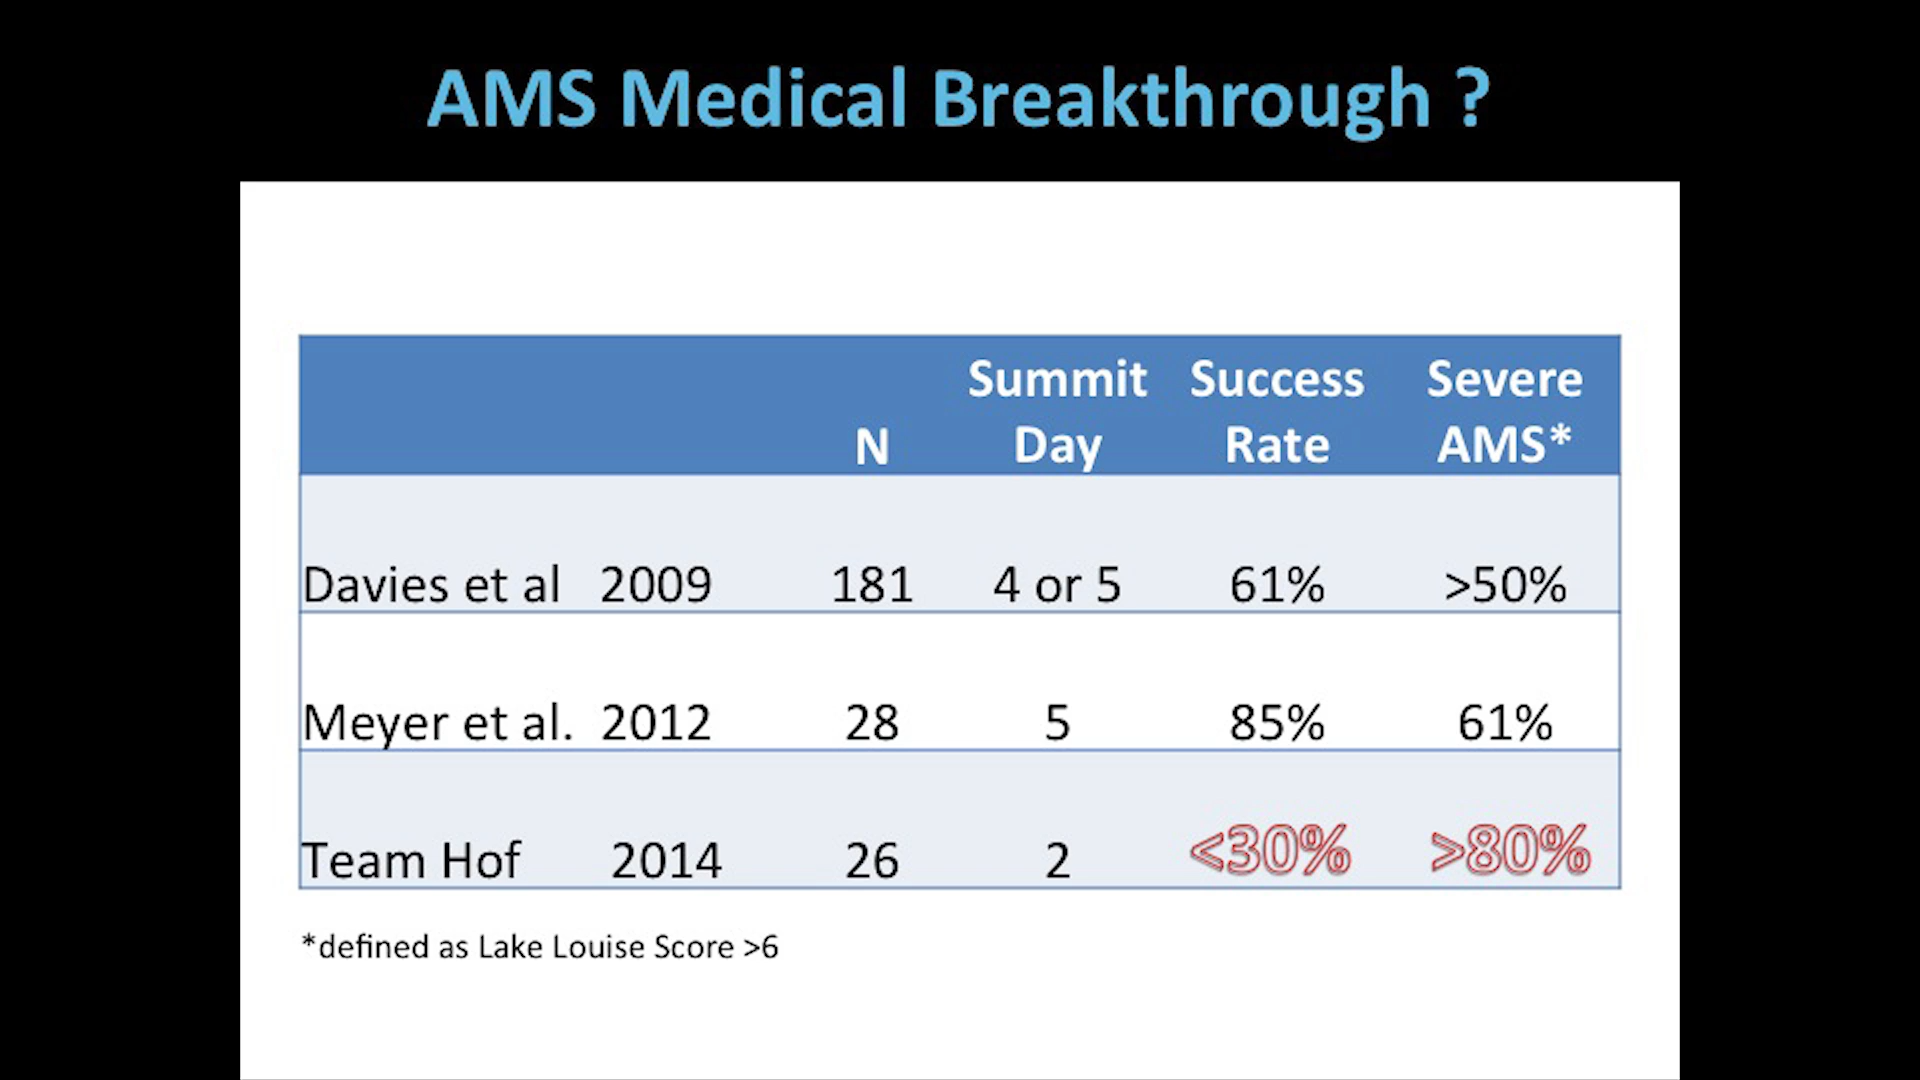 AMS Medical Breakthrough ?
N Summit Day Success Rate Severe AMS*
Davies et al 2009 181 4 or 5 61% >50%
Meyer et al. 2012 28 5 85% 61%
Team Hof 2014 26 2 <30% >80%
*defined as Lake Louise Score >6